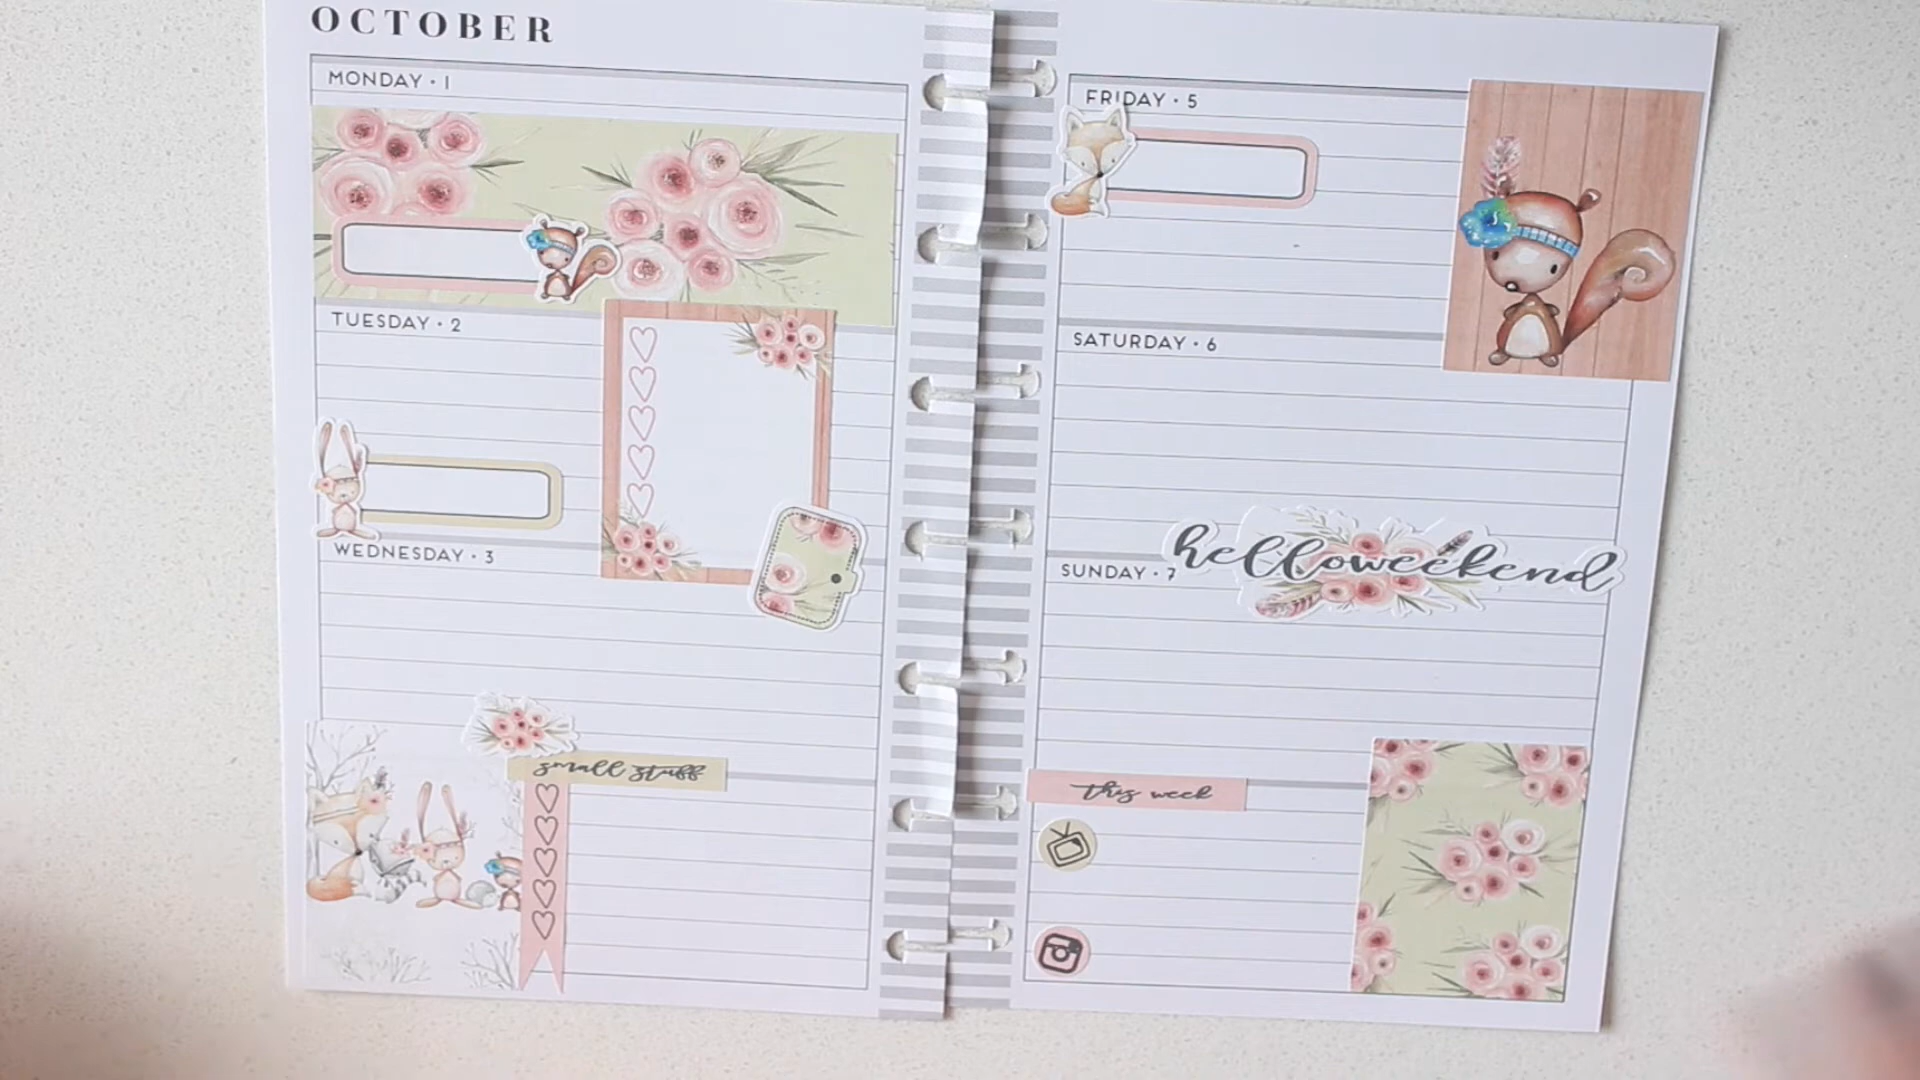 OCTOBER
MONDAY • 1
TUESDAY • 2
WEDNESDAY • 3
small stuff
FRIDAY • 5
SATURDAY • 6
helloweekend
SUNDAY • 7
this week